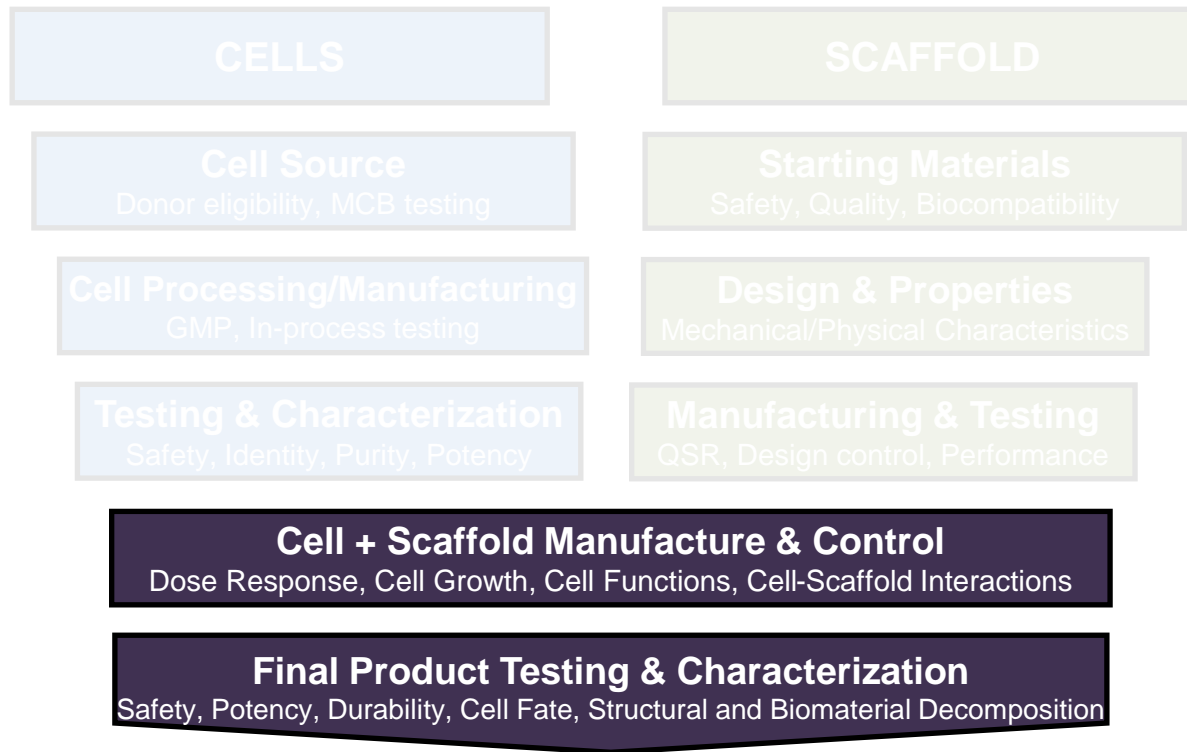 CELLS
SCAFFOLD
Cell Source
Donor eligibility, MCB testing
Starting Materials
Safety, Quality, Biocompatibility
Cell Processing/Manufacturing
GMP, In-process testing
Design & Properties
Mechanical/Physical Characteristics
Testing & Characterization
Safety, Identity, Purity, Potency
Manufacturing & Testing
QSR, Design control, Performance
Cell + Scaffold Manufacture & Control
Dose Response, Cell Growth, Cell Functions, Cell-Scaffold Interactions
Final Product Testing & Characterization
Safety, Potency, Durability, Cell Fate, Structural and Biomaterial Decomposition